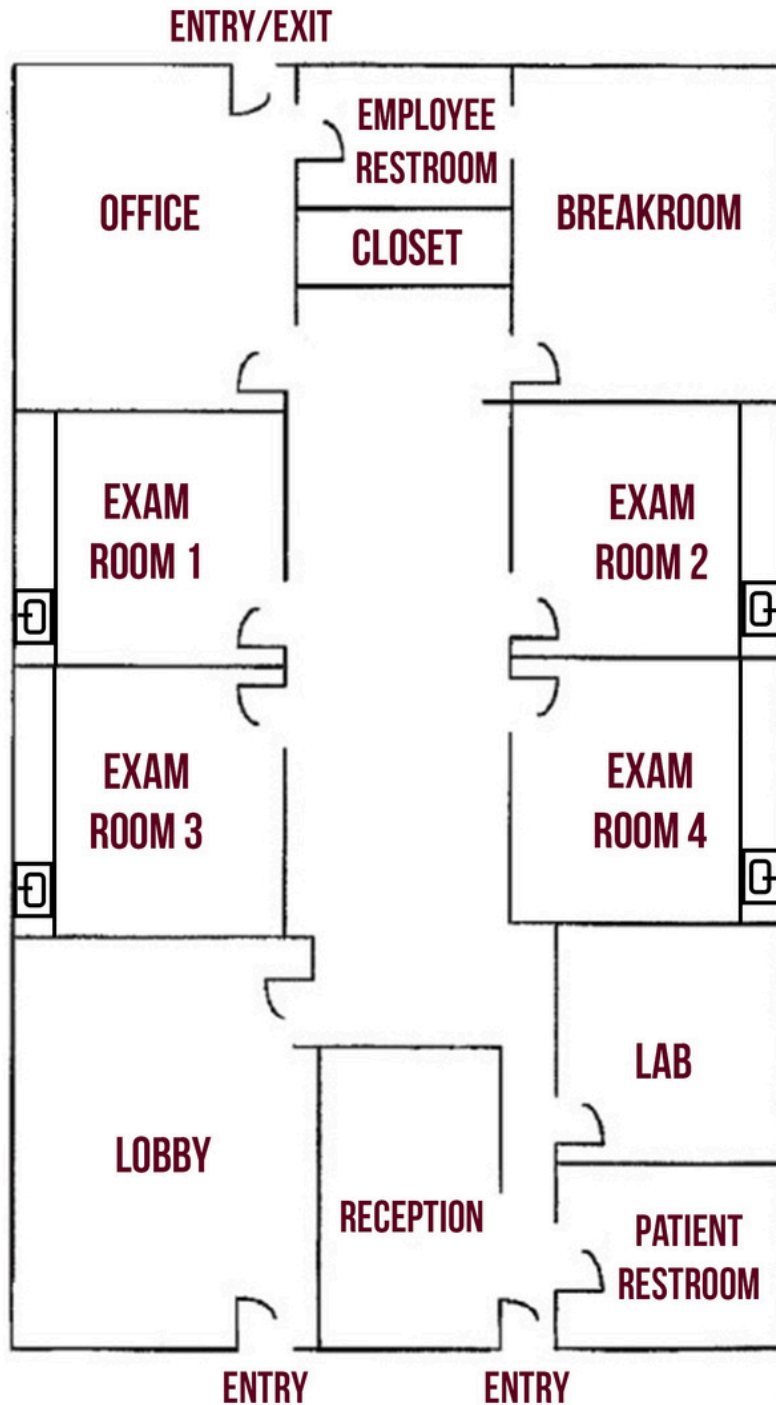 ENTRY/EXIT
EMPLOYEE
RESTROOM
OFFICE
BREAKROOM
CLOSET
EXAM
ROOM 1
EXAM
ROOM 2
EXAM
ROOM 3
EXAM
ROOM 4
LAB
LOBBY
RECEPTION
PATIENT
RESTROOM
ENTRY
ENTRY